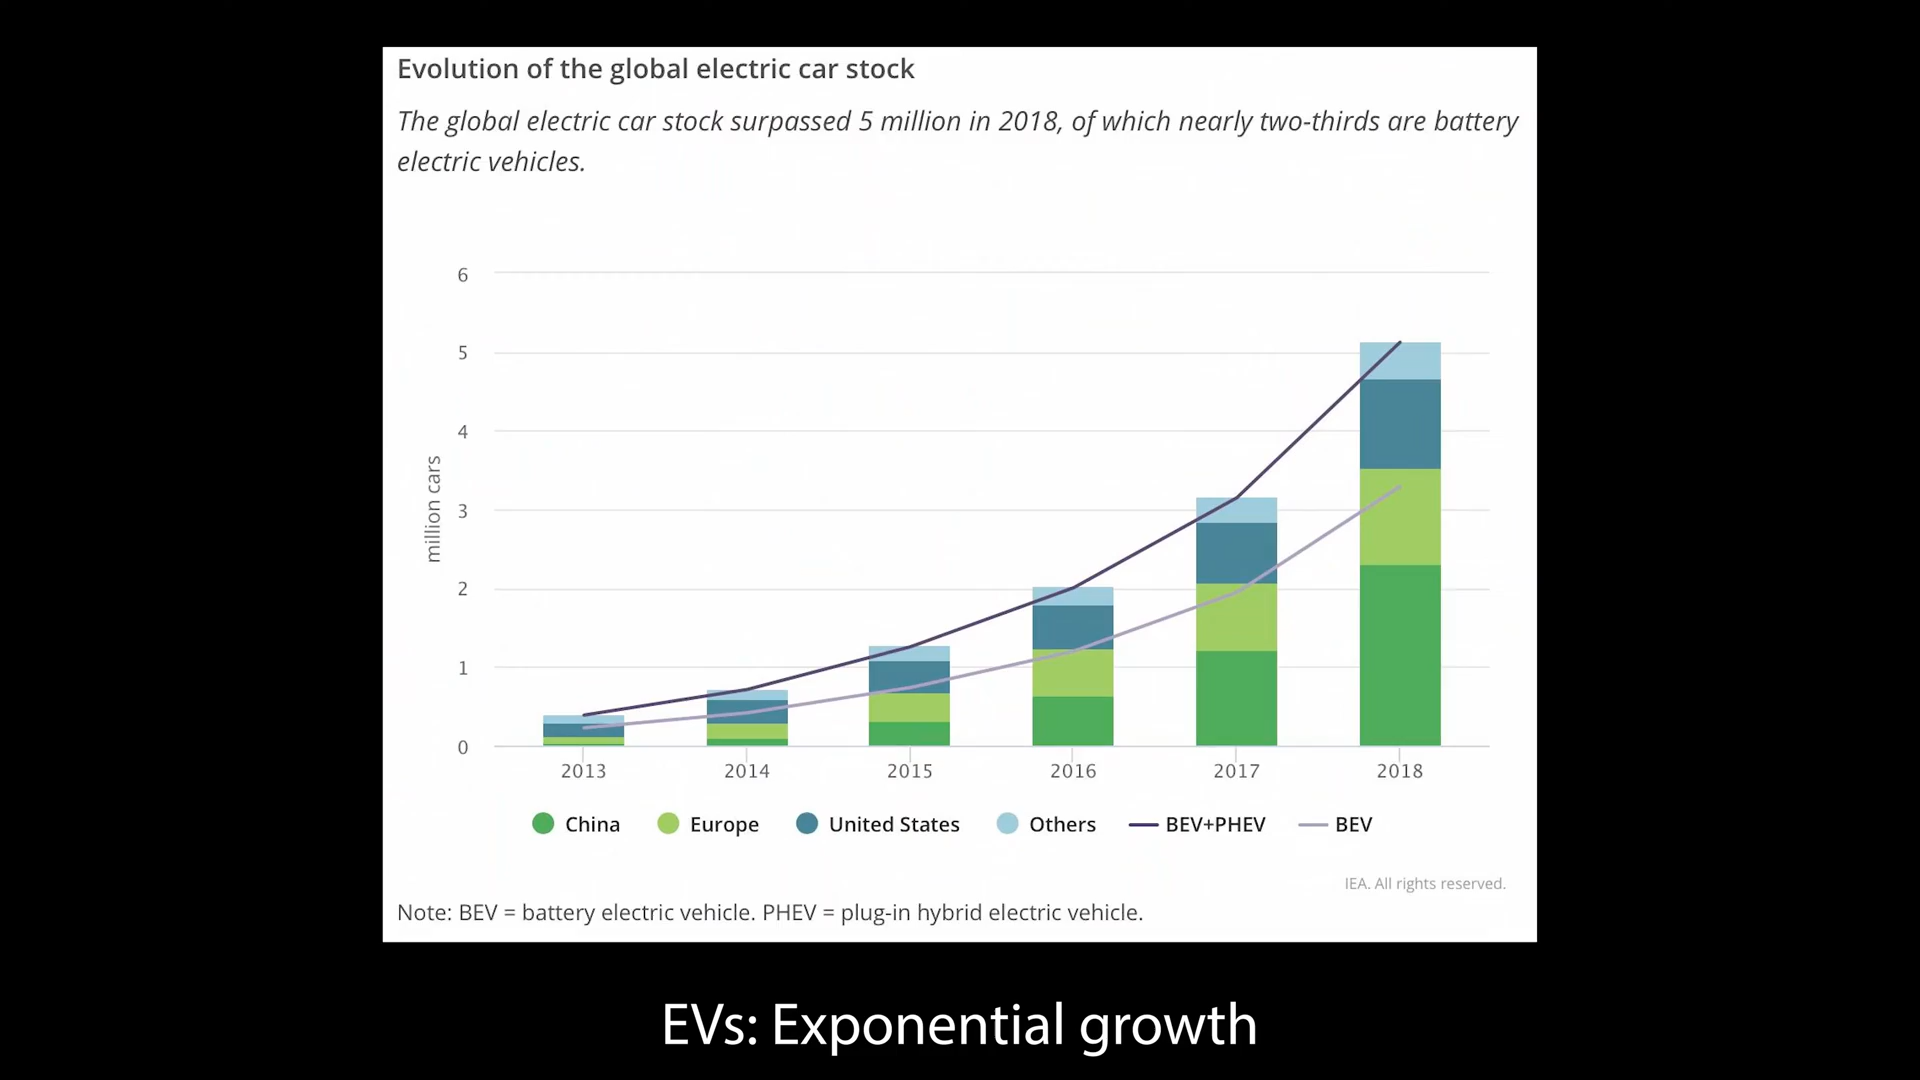 Evolution of the global electric car stock
The global electric car stock surpassed 5 million in 2018, of which nearly two-thirds are battery
electric vehicles.
6
5
4
3
2
1
0
million cars
2013 2014 2015 2016 2017 2018
China Europe United States Others BEV+PHEV BEV
IEA. All rights reserved.
Note: BEV = battery electric vehicle. PHEV = plug-in hybrid electric vehicle.
EVs: Exponential growth